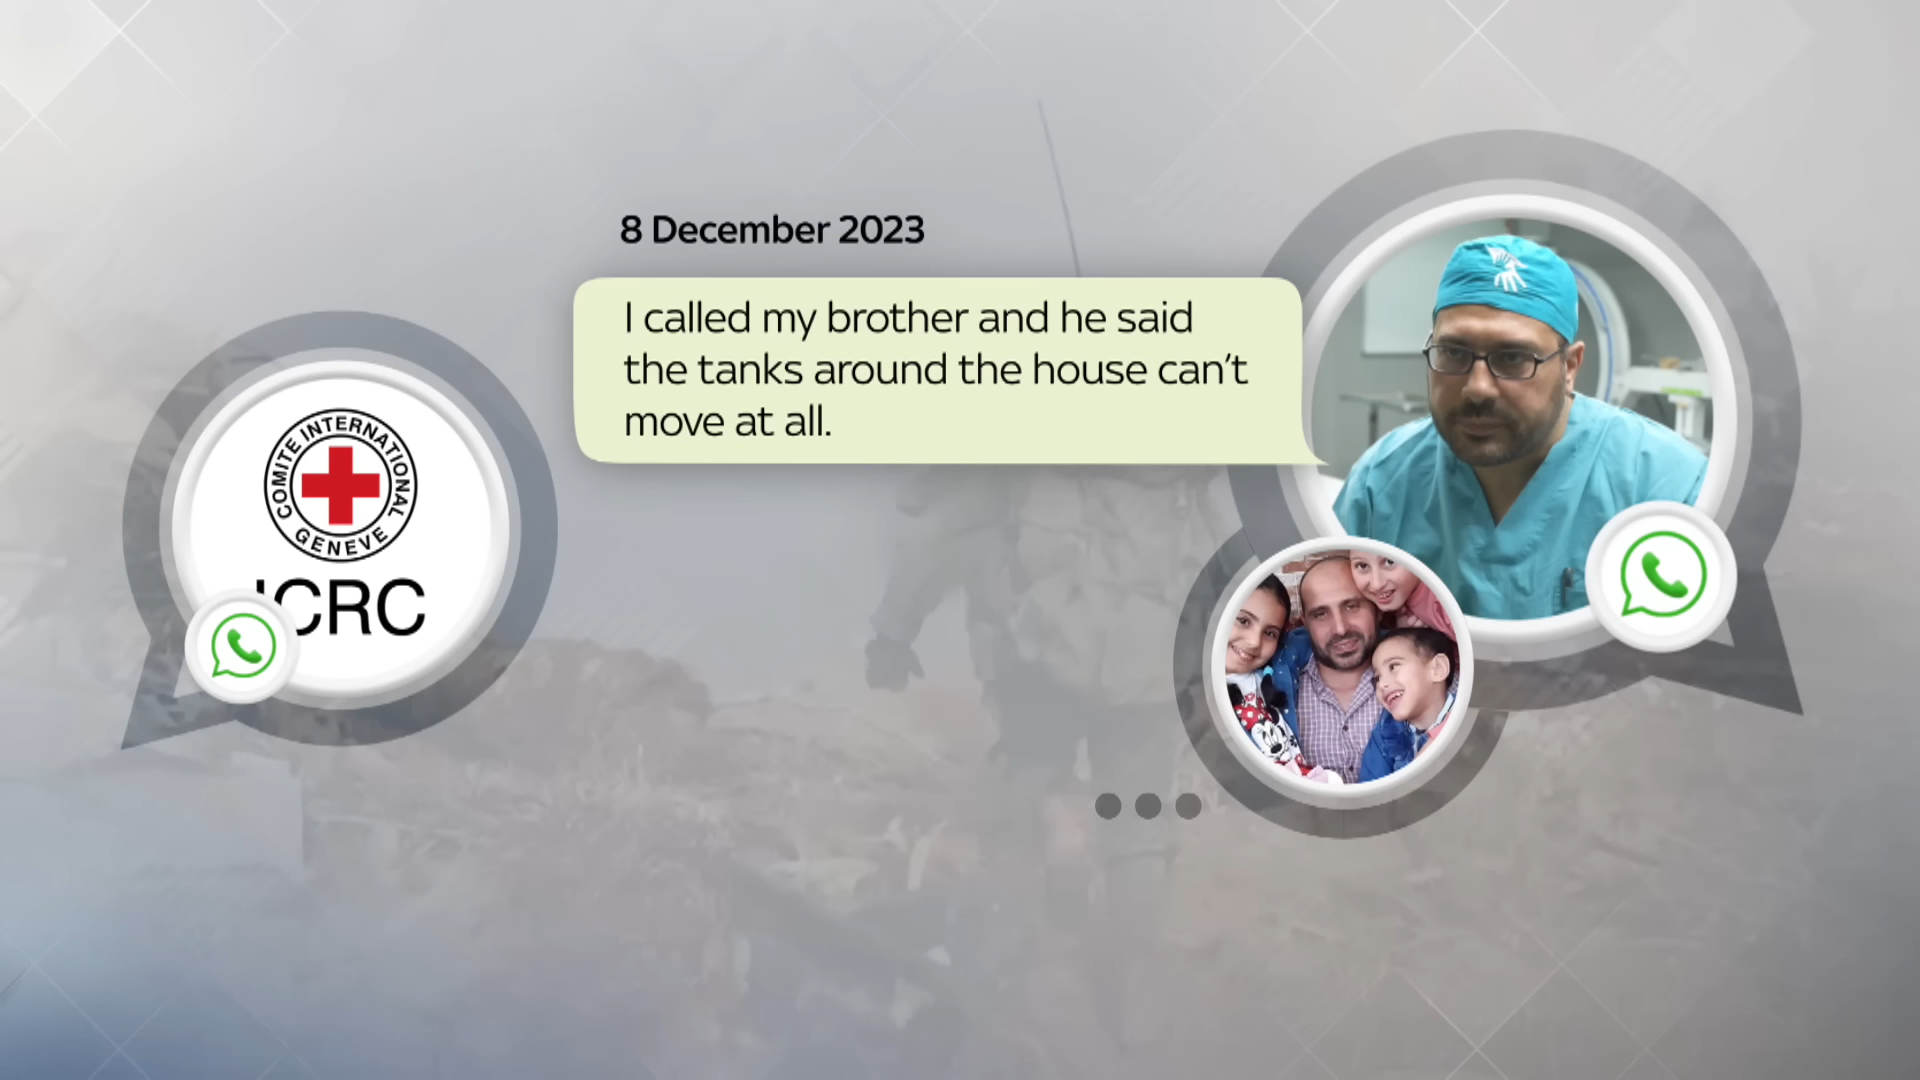 8 December 2023
I called my brother and he said
the tanks around the house can't
move at all.
COMITE INTERNATIONAL
GENEVE
ICRC